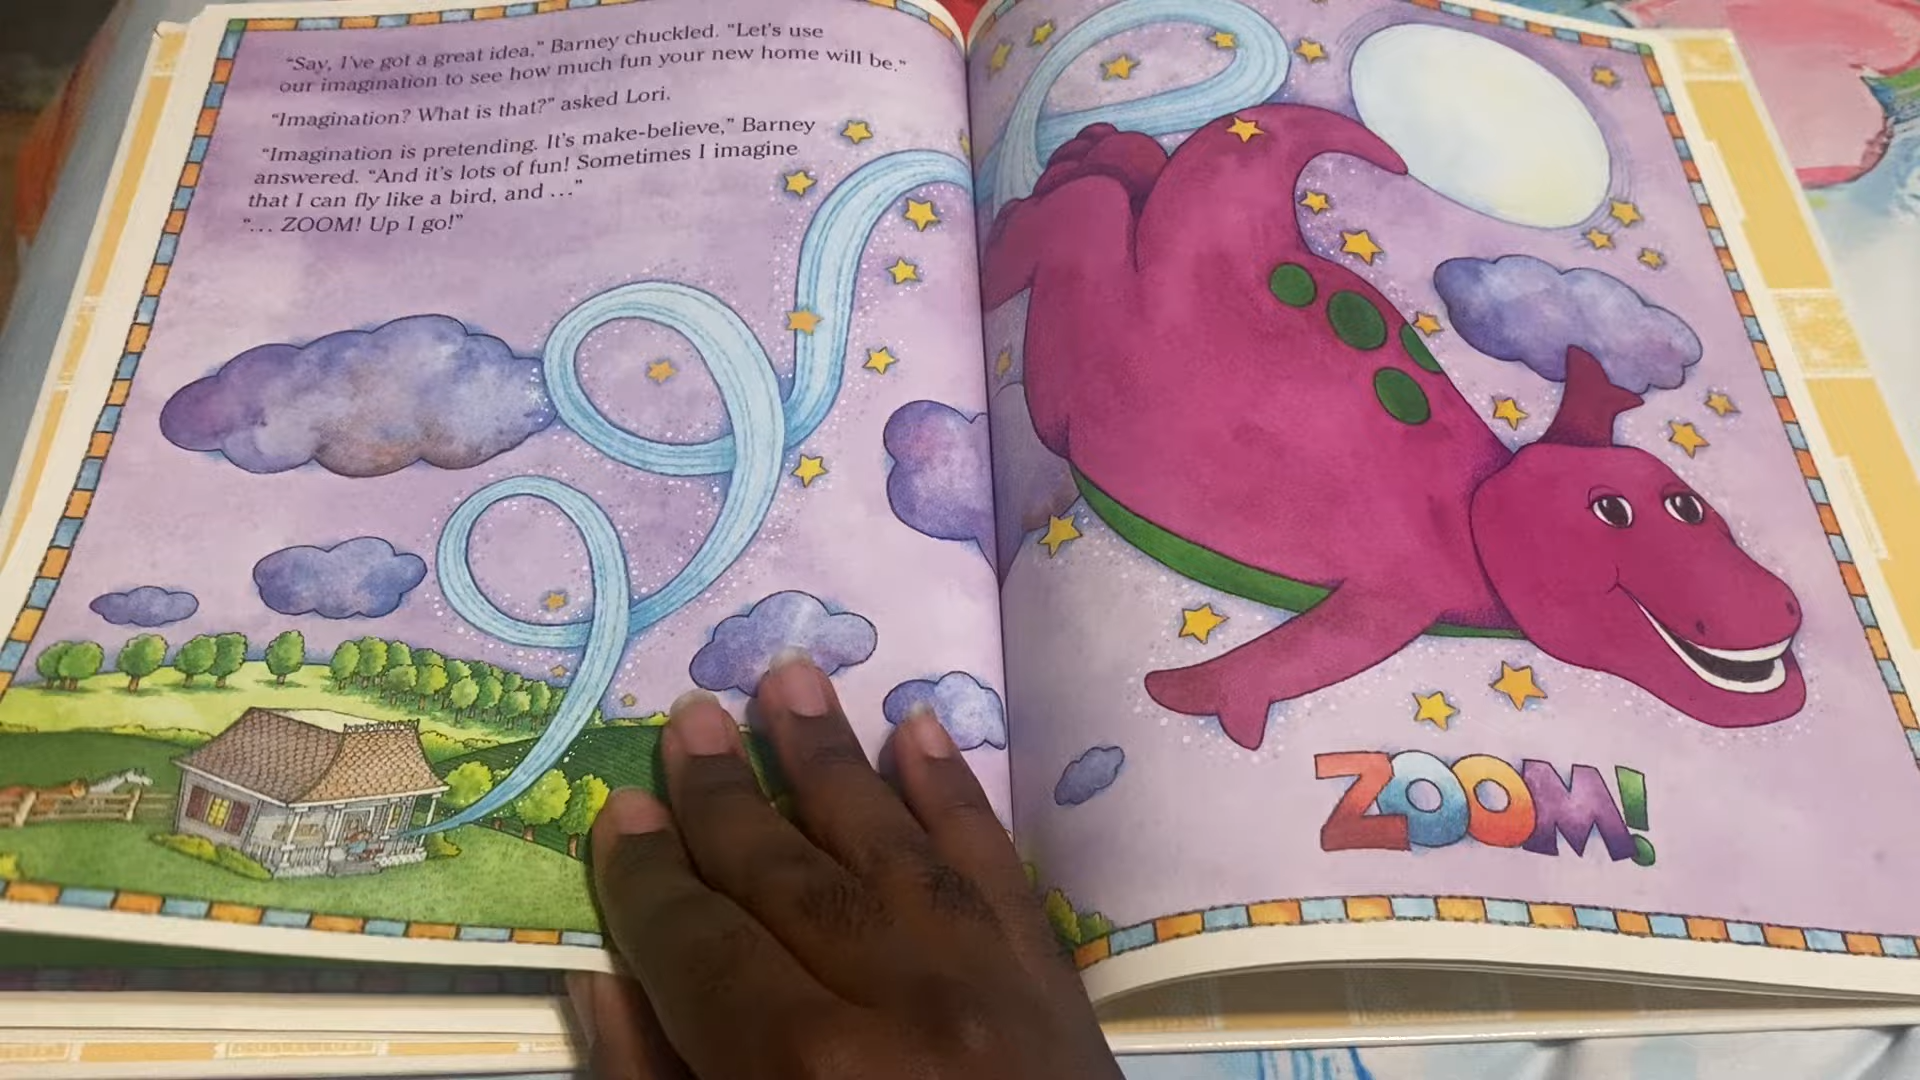 "Say, I've got a great idea," Barney chuckled. "Let's use
our imagination to see how much fun your new home will be."
"Imagination? What is that?" asked Lori.
"Imagination is pretending. It's make-believe," Barney
answered. "And it's lots of fun! Sometimes I imagine
that I can fly like a bird, and ..."
"... ZOOM! Up I go!"
ZOOM!